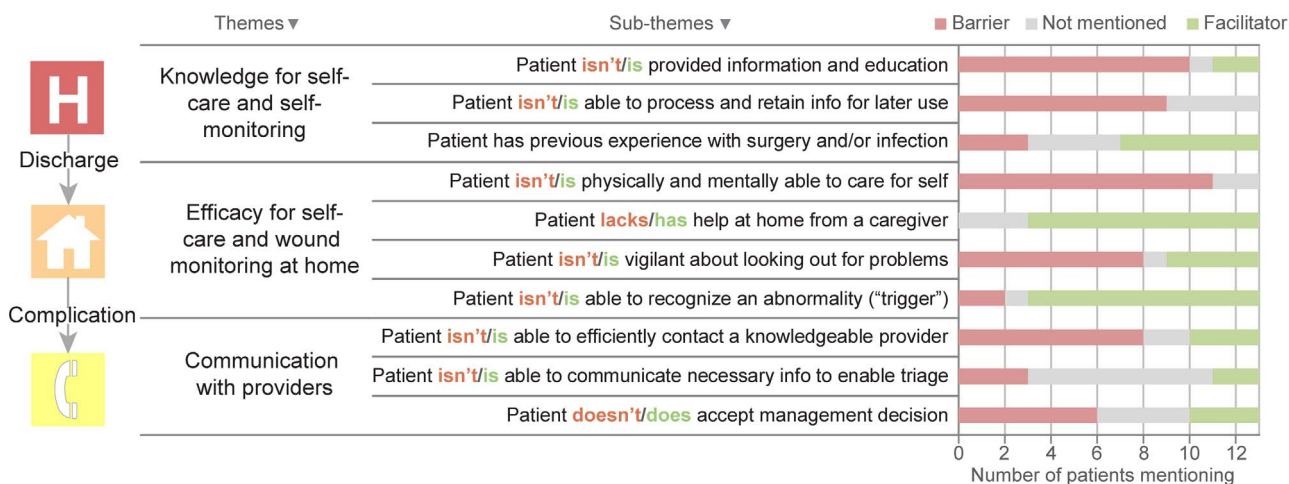 Themes ▼ Sub-themes ▼ Barrier Not mentioned Facilitator
H
Discharge
Complication
Knowledge for self-
care and self-
monitoring
Patient isn't/is provided information and education
Patient isn't/is able to process and retain info for later use
Patient has previous experience with surgery and/or infection
Efficacy for self-
care and wound
monitoring at home
Patient isn't/is physically and mentally able to care for self
Patient lacks/has help at home from a caregiver
Patient isn't/is vigilant about looking out for problems
Patient isn't/is able to recognize an abnormality (“trigger”)
Communication
with providers
Patient isn't/is able to efficiently contact a knowledgeable provider
Patient isn't/is able to communicate necessary info to enable triage
Patient doesn't/does accept management decision
0 2 4 6 8 10 12
Number of patients mentioning